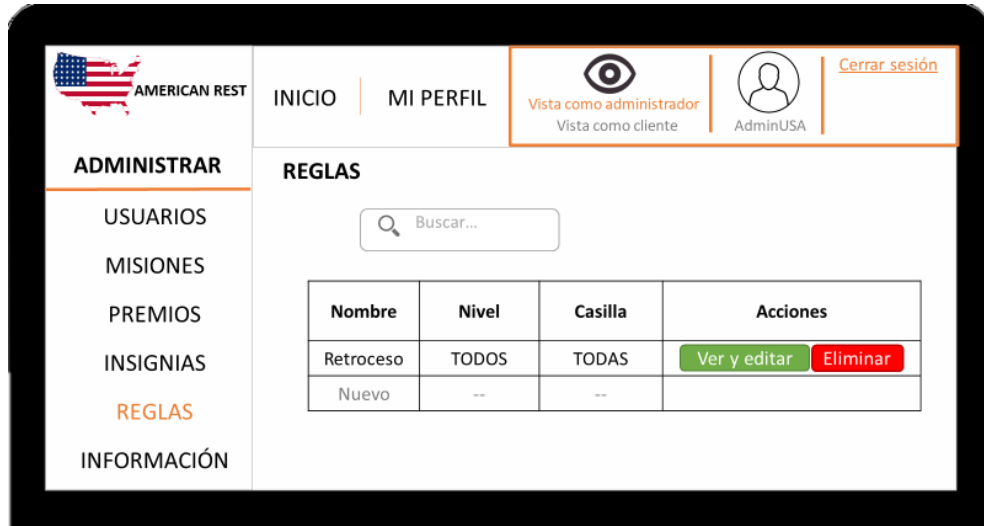 AMERICAN REST
INICIO
MI PERFIL
Vista como administrador
Vista como cliente
AdminUSA
Cerrar sesión
ADMINISTRAR
USUARIOS
MISIONES
PREMIOS
INSIGNIAS
REGLAS
INFORMACIÓN
REGLAS
Buscar...
Nombre Nivel Casilla Acciones
Retroceso TODOS TODAS Ver y editar Eliminar
Nuevo -- --